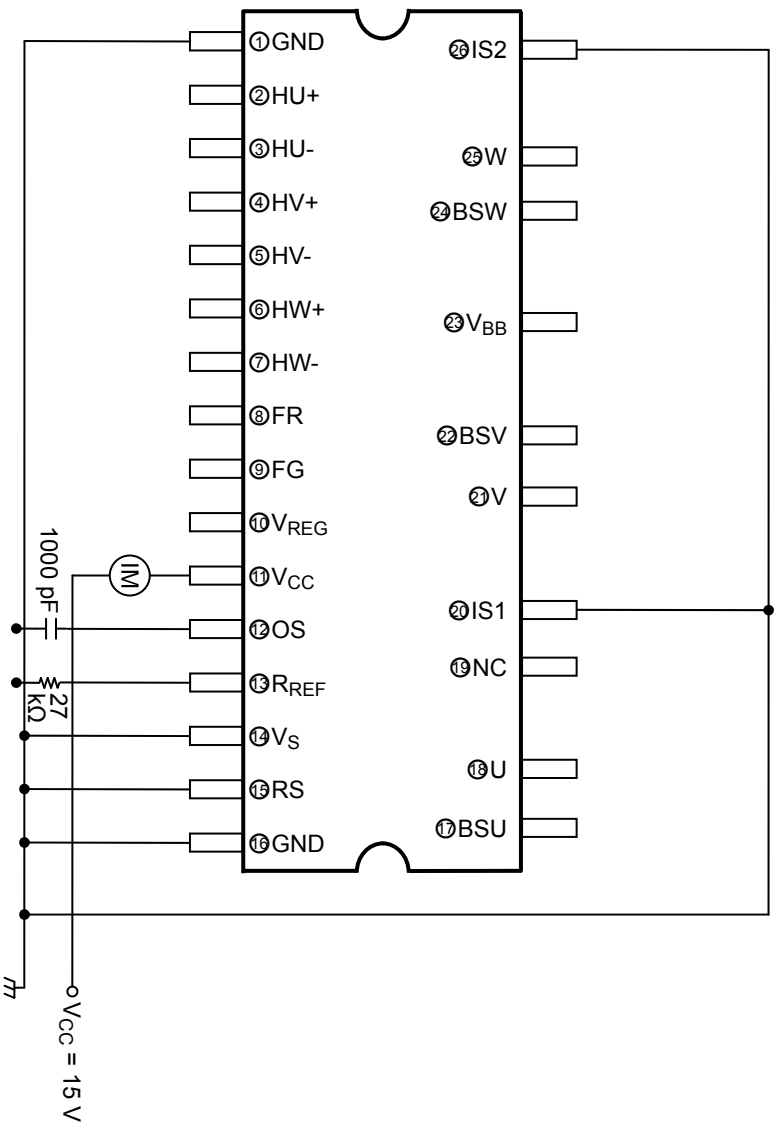 ①GND
②HU+
③HU-
④HV+
⑤HV-
⑥HW+
⑦HW-
⑧FR
⑨FG
⑩VREG
⑪VCC
⑫OS
⑬RREF
⑭VS
⑮RS
⑯GND
㉖IS2
㉕W
㉔BSW
㉓VBB
㉒BSV
㉑V
⑳IS1
⑲NC
⑱U
⑰BSU
IM
1000 pF
27
kΩ
VCC = 15 V